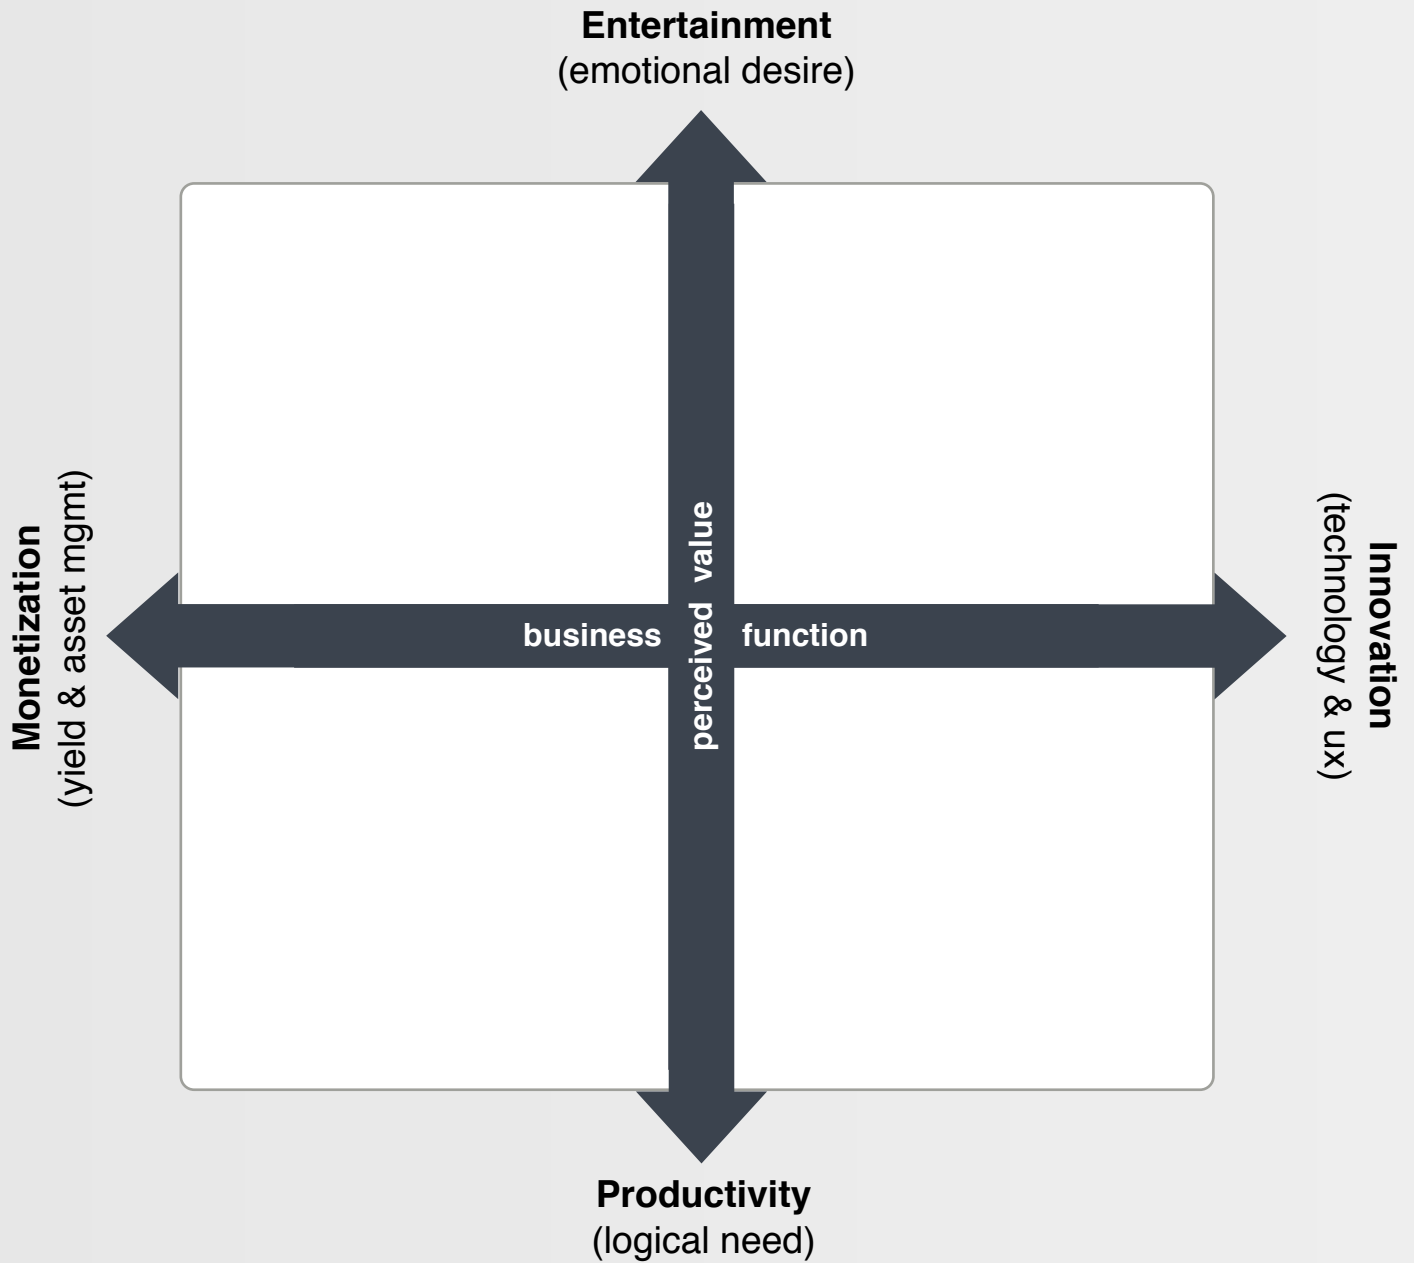 Entertainment
(emotional desire)
Monetization
(yield & asset mgmt)
business function
perceived value
Innovation
(technology & ux)
Productivity
(logical need)